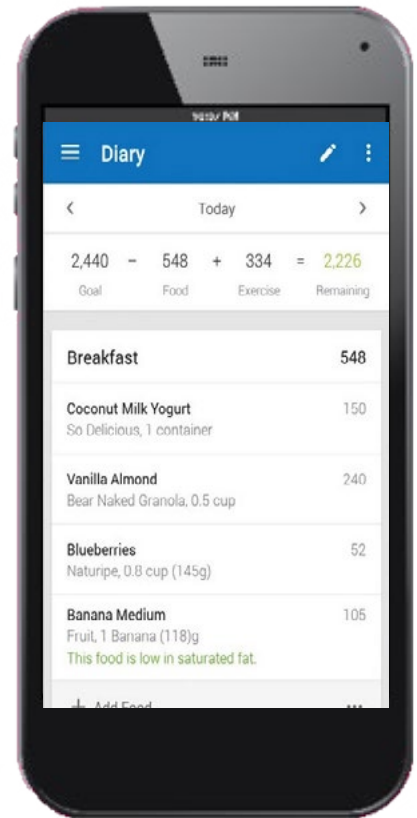 Diary
Today
2,440 – 548 + 334 = 2,226
Goal Food Exercise Remaining
Breakfast 548
Coconut Milk Yogurt 150
So Delicious, 1 container
Vanilla Almond 240
Bear Naked Granola, 0.5 cup
Blueberries 52
Naturipe, 0.8 cup (145g)
Banana Medium 105
Fruit, 1 Banana (118)g
This food is low in saturated fat.
+ Add Food